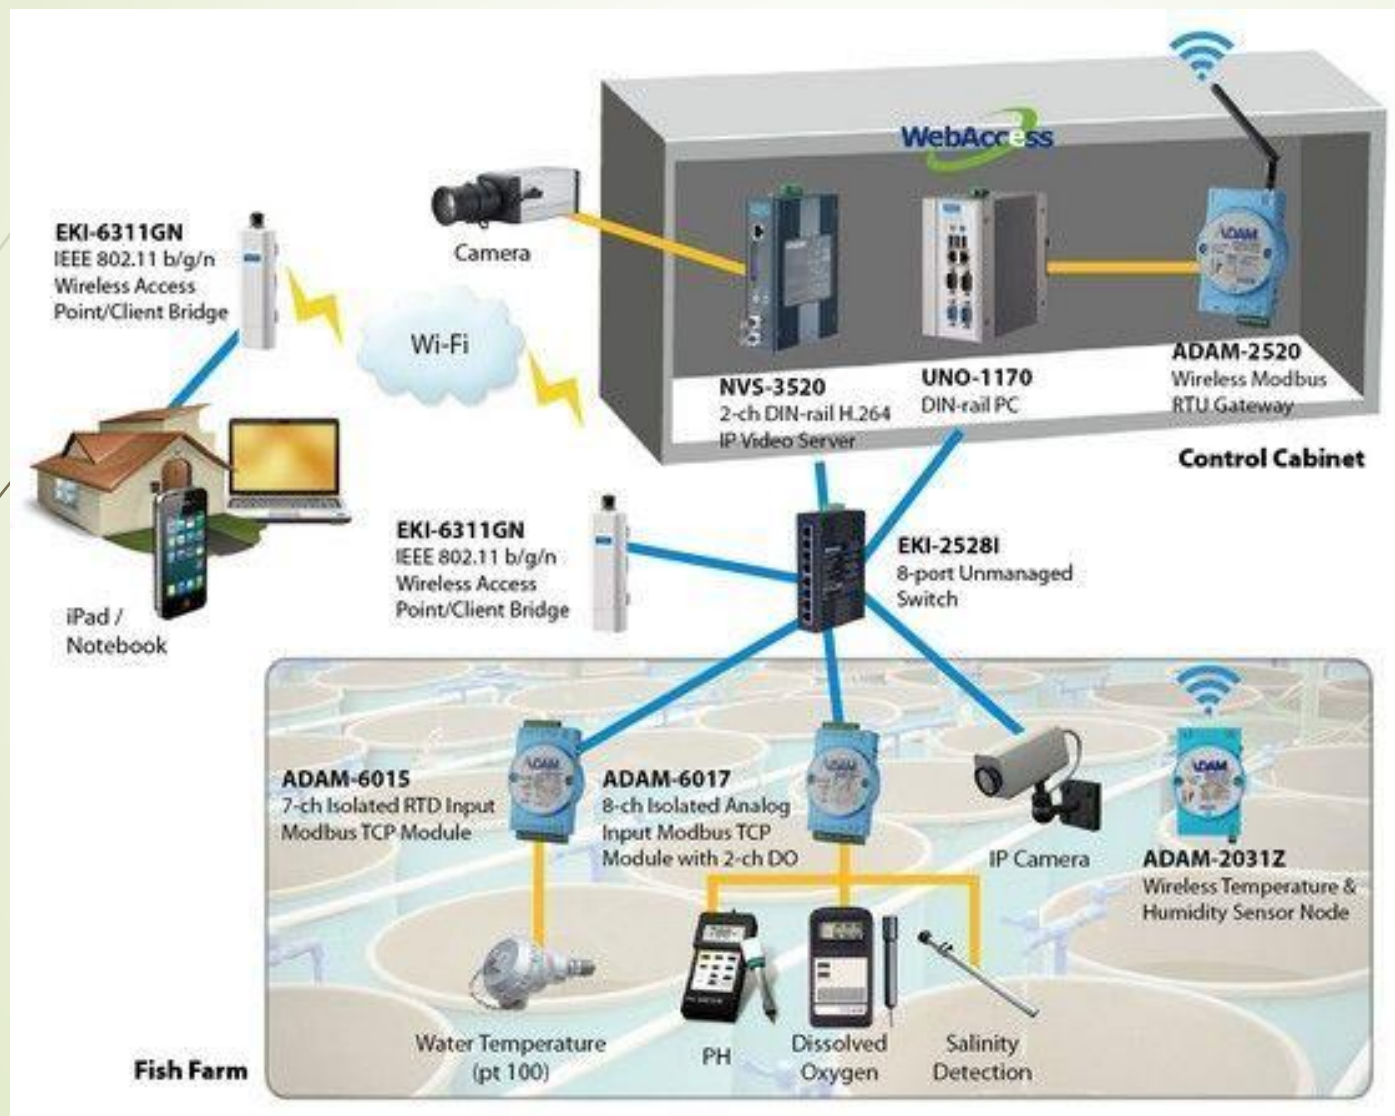 WebAccess
EKI-6311GN
IEEE 802.11 b/g/n
Wireless Access
Point/Client Bridge
Camera
Wi-Fi
ADAM
NVS-3520
2-ch DIN-rail H.264
IP Video Server
UNO-1170
DIN-rail PC
ADAM-2520
Wireless Modbus
RTU Gateway
Control Cabinet
EKI-6311GN
IEEE 802.11 b/g/n
Wireless Access
Point/Client Bridge
EKI-2528I
8-port Unmanaged
Switch
iPad /
Notebook
ADAM
ADAM
ADAM
ADAM-6015
7-ch Isolated RTD Input
Modbus TCP Module
ADAM-6017
8-ch Isolated Analog
Input Modbus TCP
Module with 2-ch DO
IP Camera
ADAM-2031Z
Wireless Temperature &
Humidity Sensor Node
Water Temperature
(pt 100)
PH
Dissolved
Oxygen
Salinity
Detection
Fish Farm